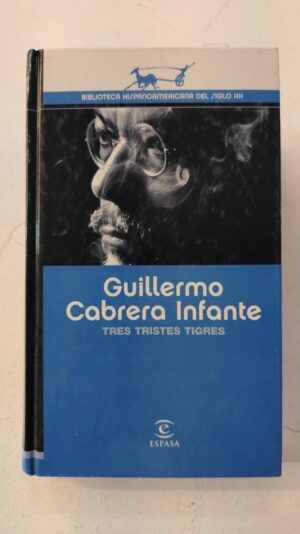 BIBLIOTECA HISPANOAMERICANA DEL SIGLO XX
Guillermo
Cabrera Infante
TRES TRISTES TIGRES
e
ESPASA